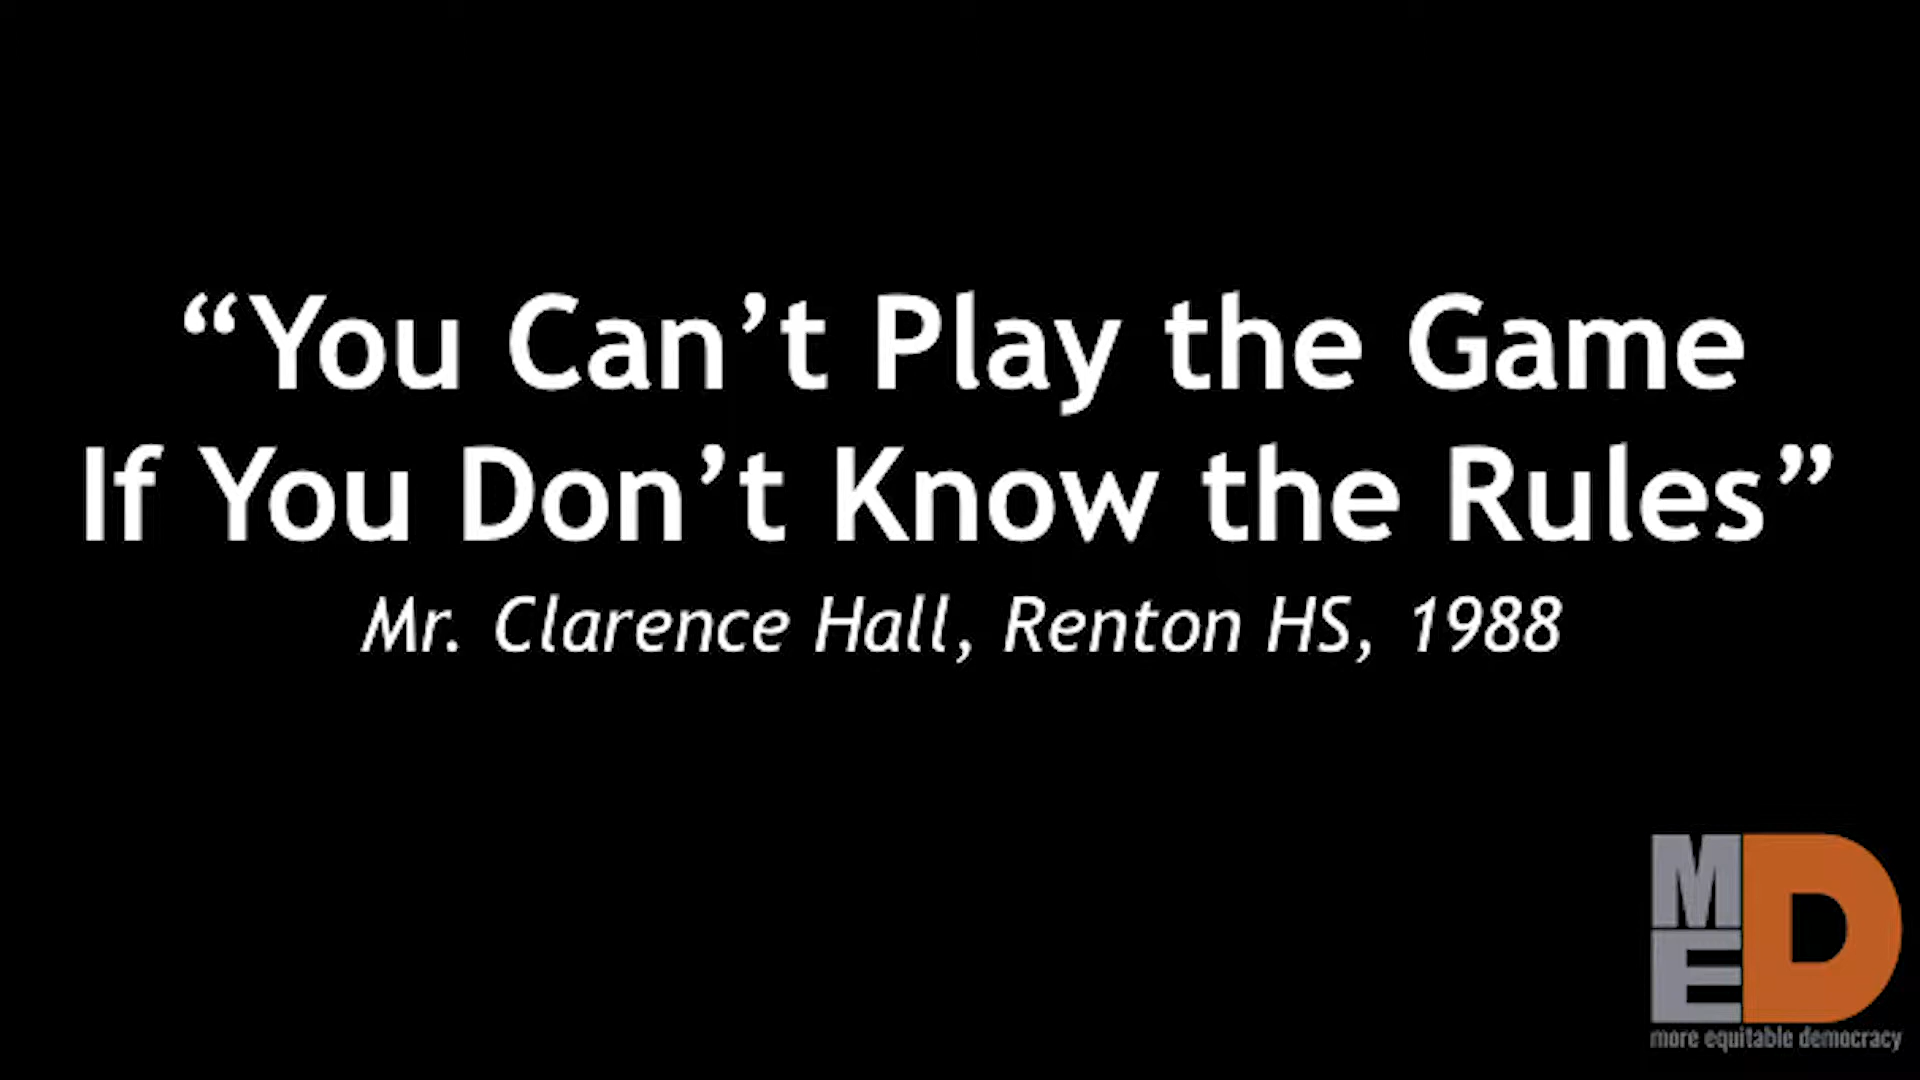 “You Can’t Play the Game
If You Don’t Know the Rules”
Mr. Clarence Hall, Renton HS, 1988
MED
more equitable democracy